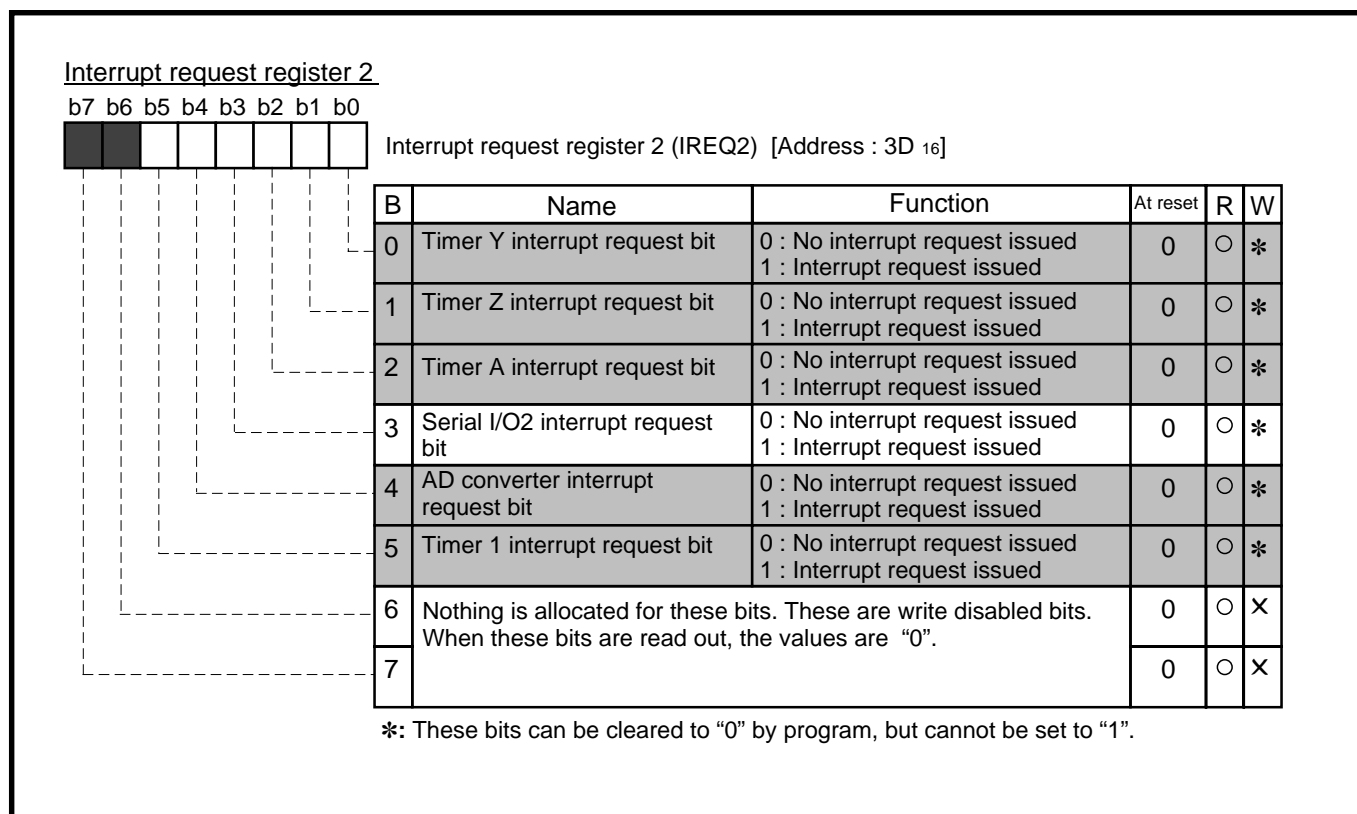 Interrupt request register 2
b7 b6 b5 b4 b3 b2 b1 b0
Interrupt request register 2 (IREQ2) [Address : 3D 16]
B Name Function At reset R W
0 Timer Y interrupt request bit 0 : No interrupt request issued 0 ○ ✻
1 : Interrupt request issued
1 Timer Z interrupt request bit 0 : No interrupt request issued 0 ○ ✻
1 : Interrupt request issued
2 Timer A interrupt request bit 0 : No interrupt request issued 0 ○ ✻
1 : Interrupt request issued
3 Serial I/O2 interrupt request 0 : No interrupt request issued 0 ○ ✻
bit 1 : Interrupt request issued
4 AD converter interrupt 0 : No interrupt request issued 0 ○ ✻
request bit 1 : Interrupt request issued
5 Timer 1 interrupt request bit 0 : No interrupt request issued 0 ○ ✻
1 : Interrupt request issued
6 Nothing is allocated for these bits. These are write disabled bits. 0 ○ ×
When these bits are read out, the values are “0”.
7 0 ○ ×
✻: These bits can be cleared to “0” by program, but cannot be set to “1”.